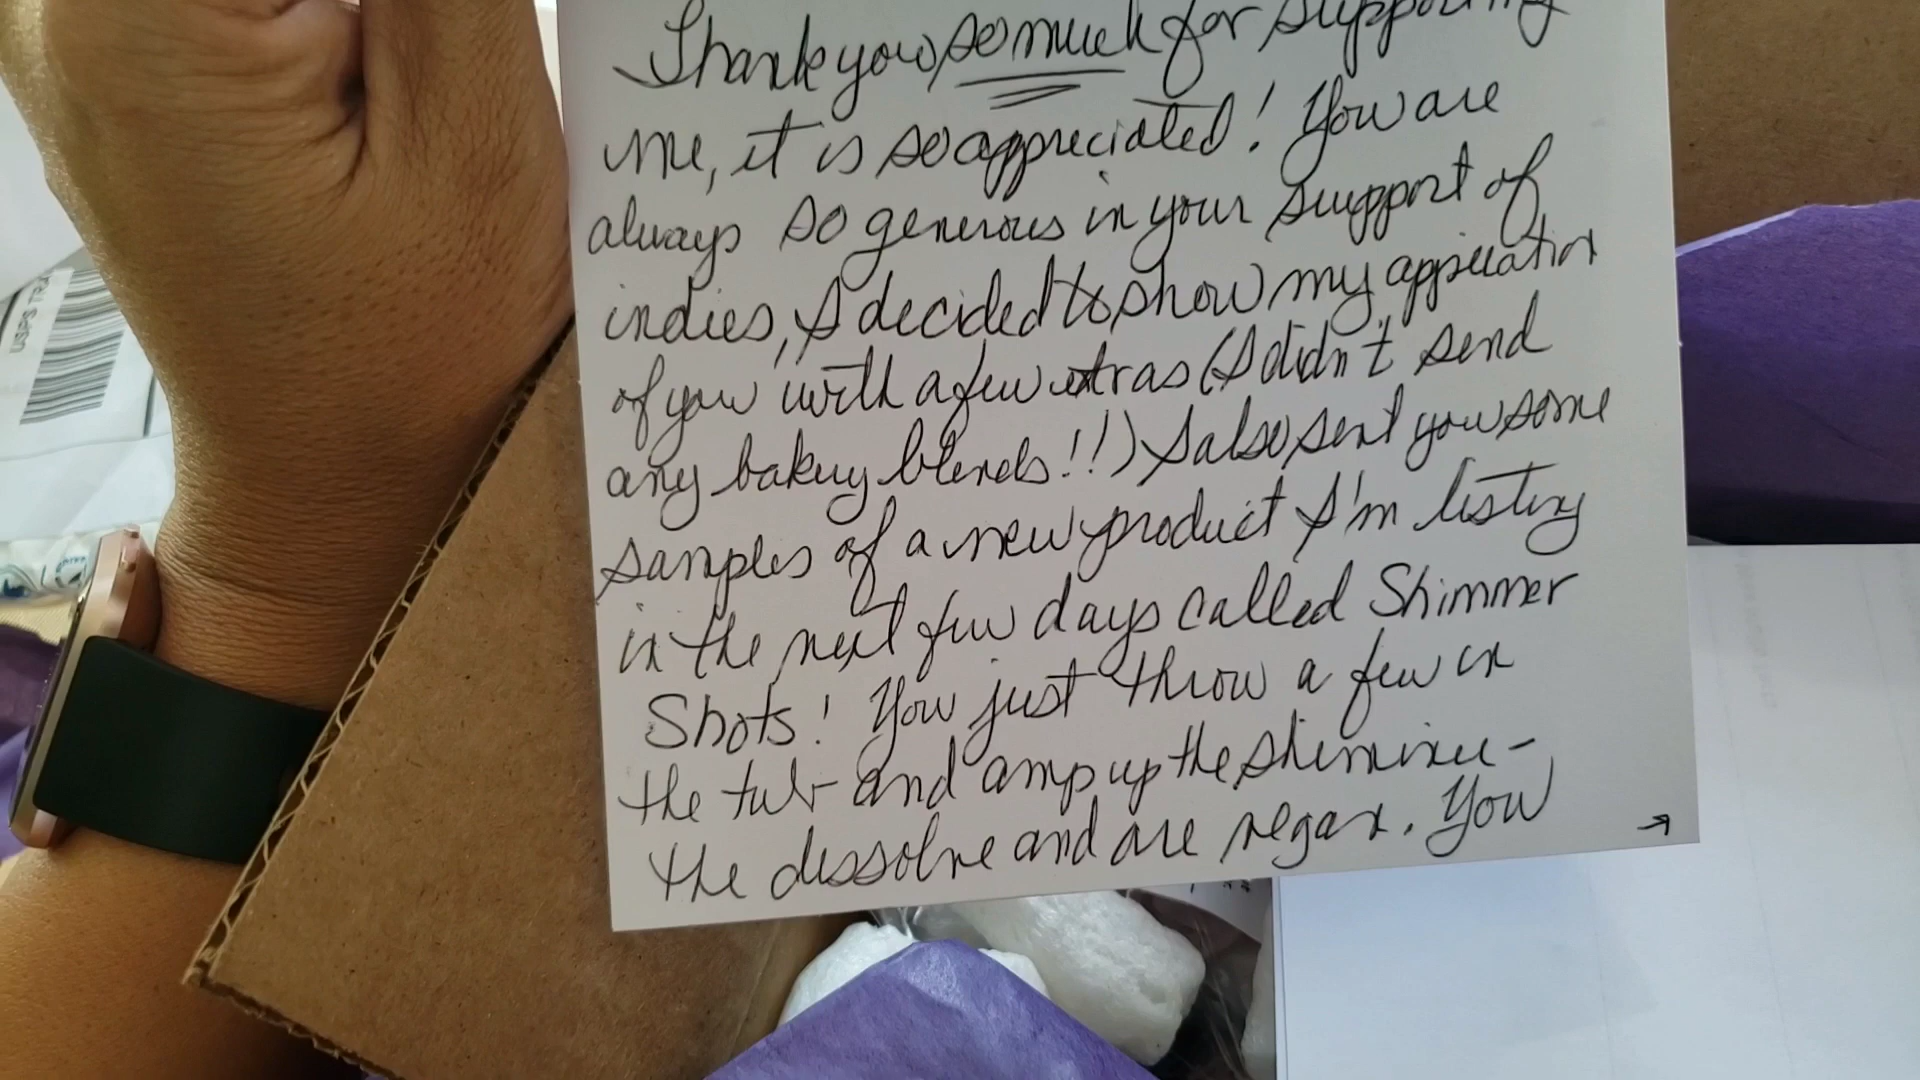 Thank you so much for supporting
me, it is so appreciated! You are
always so generous in your support of
indies, I decided to show my appreciation
of you with a few extras (I didn't send
any bakery blends!!) I also sent you some
samples of a new product I'm listing
in the next few days called Shimmer
Shots! You just throw a few in
the tub and amp up the shimmer -
the dissolve and are vegan. You →
USPS TRA